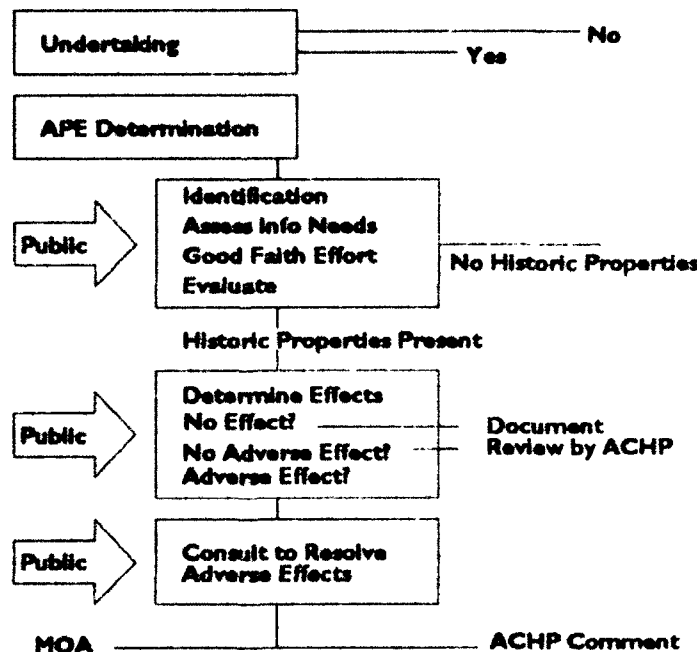 Undertaking
No
Yes
APE Determination
Identification
Assess Info Needs
Good Faith Effort
Evaluate
Public
No Historic Properties
Historic Properties Present
Determine Effects
No Effect?
No Adverse Effect?
Adverse Effect?
Public
Document
Review by ACHP
Consult to Resolve
Adverse Effects
Public
MOA
ACHP Comment